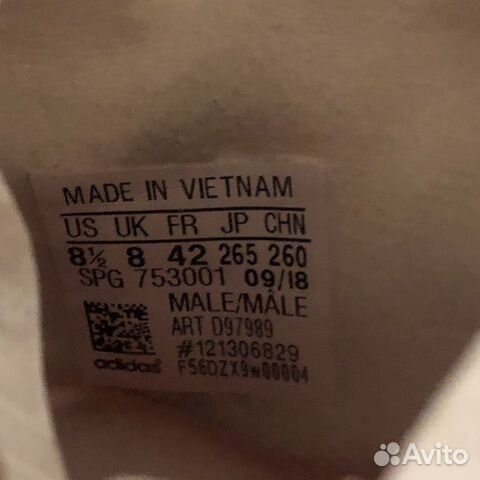 MADE IN VIETNAM
US UK FR JP CHN
8½ 8 42 265 260
SPG 753001 09/18
MALE/MÂLE
ART D97989
#121306829
adidas F56DZX9W00004
Avito